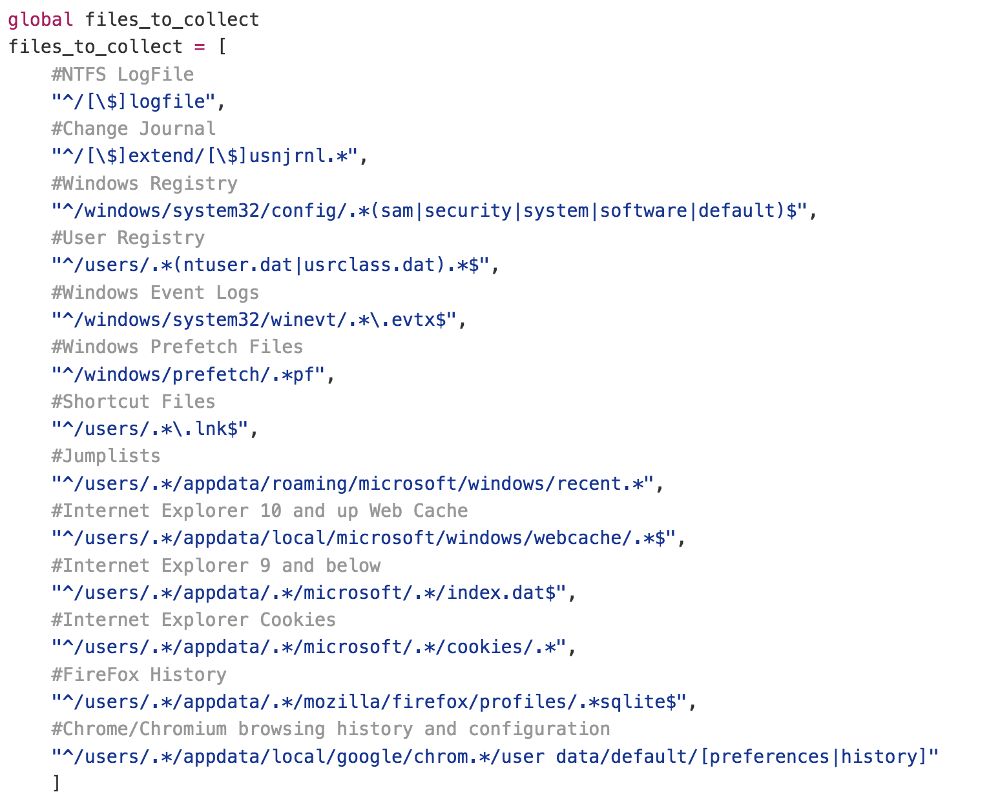 global files_to_collect
files_to_collect = [
    #NTFS LogFile
    "^/[\$]logfile",
    #Change Journal
    "^/[\$]extend/[\$]usnjrnl.*",
    #Windows Registry
    "^/windows/system32/config/.*(sam|security|system|software|default)$",
    #User Registry
    "^/users/.*(ntuser.dat|usrclass.dat).*$",
    #Windows Event Logs
    "^/windows/system32/winevt/.*\.evtx$",
    #Windows Prefetch Files
    "^/windows/prefetch/.*pf",
    #Shortcut Files
    "^/users/.*\.lnk$",
    #Jumplists
    "^/users/.*/appdata/roaming/microsoft/windows/recent.*",
    #Internet Explorer 10 and up Web Cache
    "^/users/.*/appdata/local/microsoft/windows/webcache/.*$",
    #Internet Explorer 9 and below
    "^/users/.*/appdata/.*/microsoft/.*/index.dat$",
    #Internet Explorer Cookies
    "^/users/.*/appdata/.*/microsoft/.*/cookies/.*",
    #FireFox History
    "^/users/.*/appdata/.*/mozilla/firefox/profiles/.*sqlite$",
    #Chrome/Chromium browsing history and configuration
    "^/users/.*/appdata/local/google/chrom.*/user data/default/[preferences|history]"
    ]